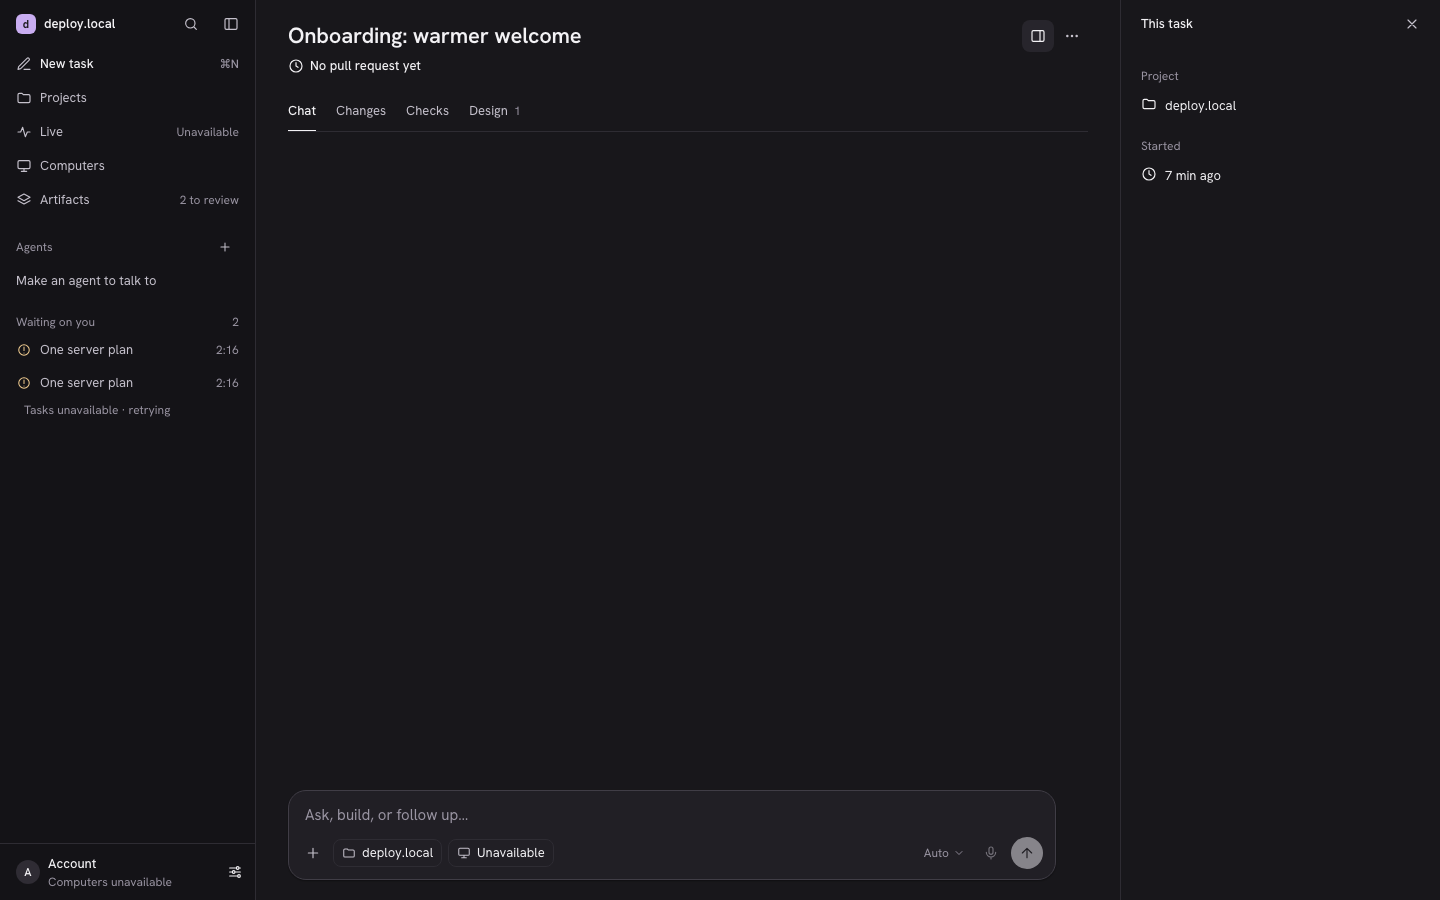 d deploy.local
New task ⌘N
Projects
Live Unavailable
Computers
Artifacts 2 to review
Agents
Make an agent to talk to
Waiting on you 2
One server plan 2:16
One server plan 2:16
Tasks unavailable · retrying
A Account
Computers unavailable
Onboarding: warmer welcome
No pull request yet
Chat Changes Checks Design 1
Ask, build, or follow up...
deploy.local Unavailable Auto
This task
Project
deploy.local
Started
7 min ago